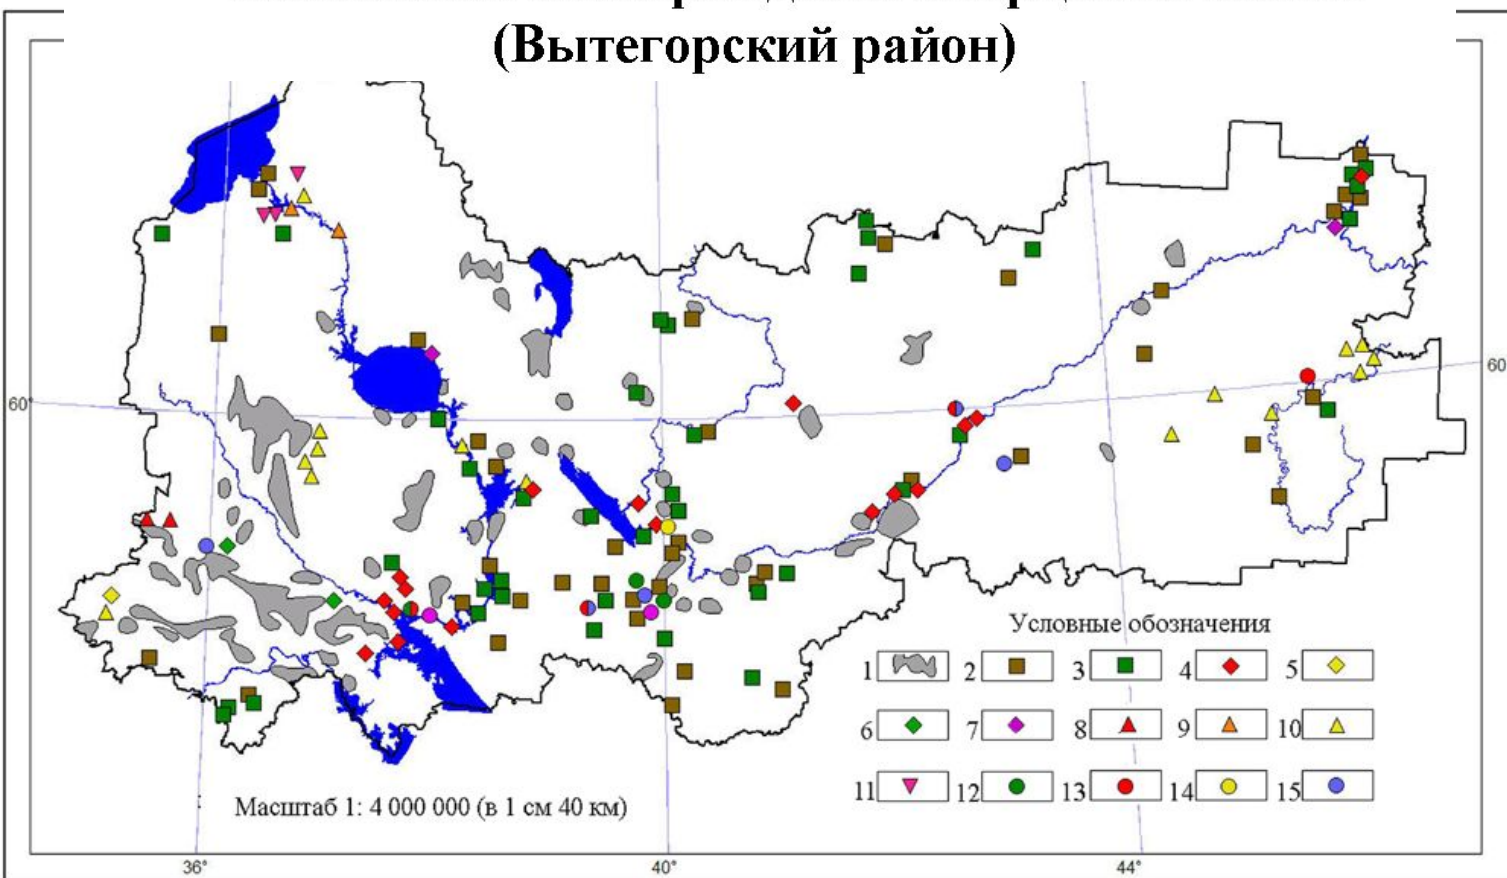 (Вытегорский район)
60°
60
Условные обозначения
1 2 3 4 5
6 7 8 9 10
11 12 13 14 15
Масштаб 1: 4 000 000 (в 1 см 40 км)
36° 40° 44°